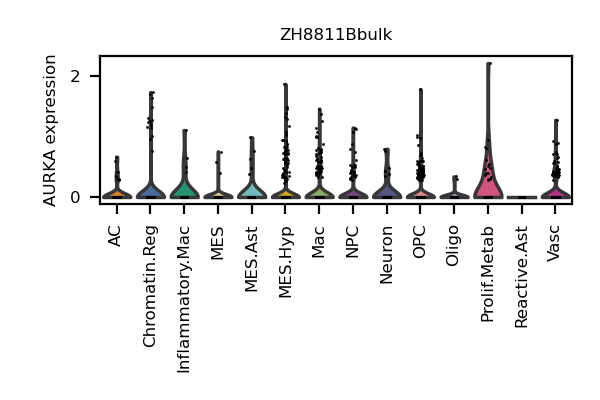 ZH8811Bbulk
AURKA expression
2
0
AC
Chromatin.Reg
Inflammatory.Mac
MES
MES.Ast
MES.Hyp
Mac
NPC
Neuron
OPC
Oligo
Prolif.Metab
Reactive.Ast
Vasc